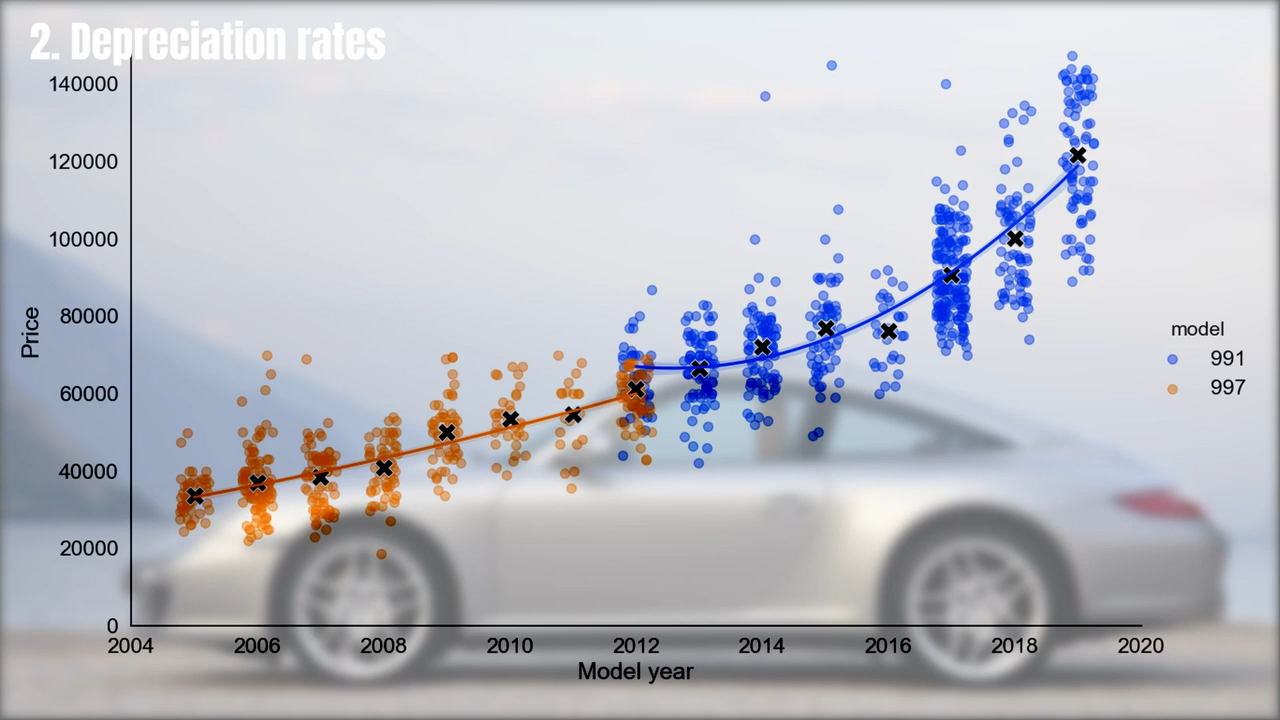 2. Depreciation rates
140000
120000
100000
80000
60000
40000
20000
0
Price
2004 2006 2008 2010 2012 2014 2016 2018 2020
Model year
model
991
997